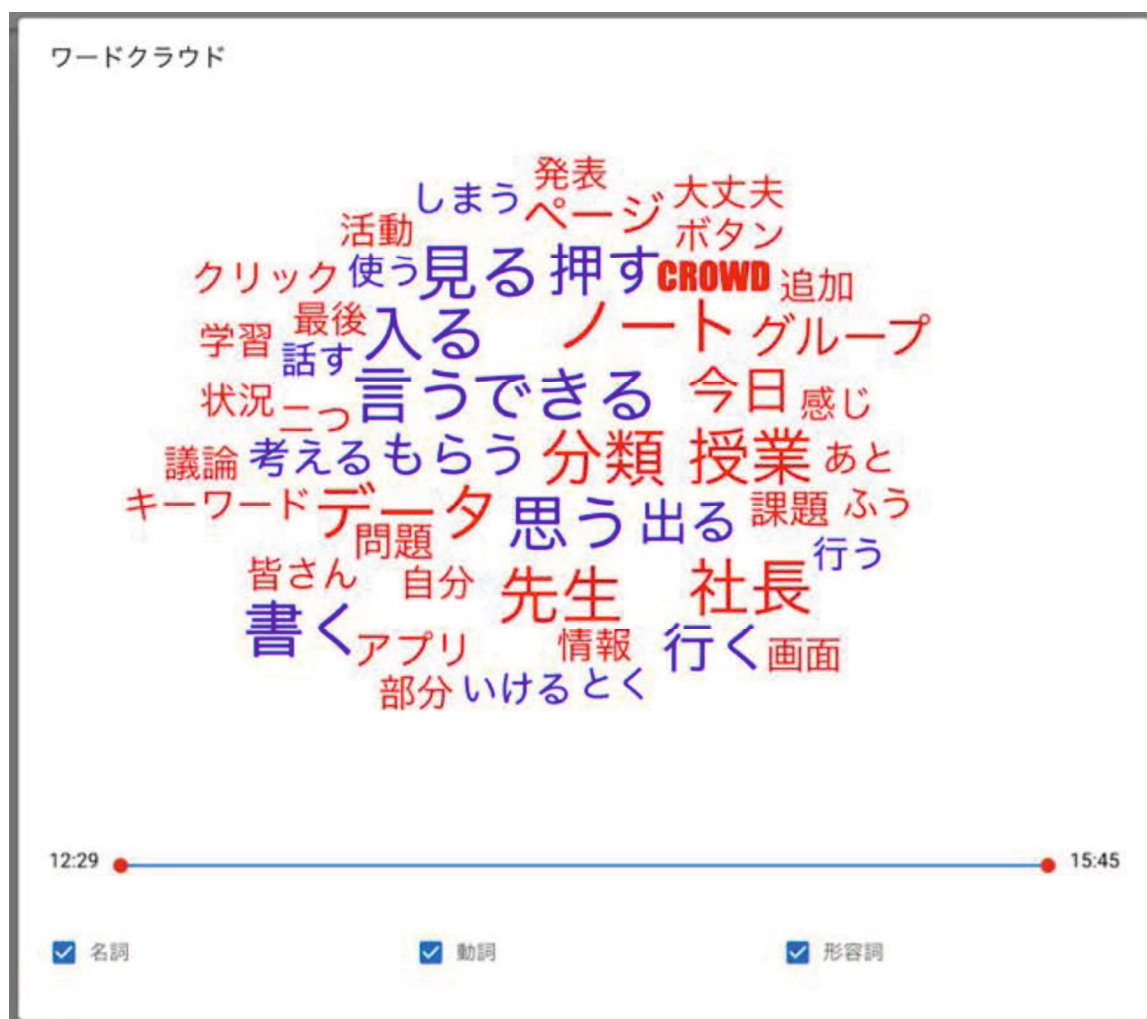 ワードクラウド
発表
しまう ページ 大丈夫
活動 ボタン
クリック 使う 見る 押す CROWD 追加
学習 最後 入る ノート グループ
話す
状況 二つ 言う できる 今日 感じ
議論 考える もらう 分類 授業 あと
キーワード データ 思う 出る 課題 ふう
問題 行う
皆さん 自分 先生 社長
書く アプリ 情報 行く 画面
部分 いける とく
12:29 15:45
名詞 動詞 形容詞